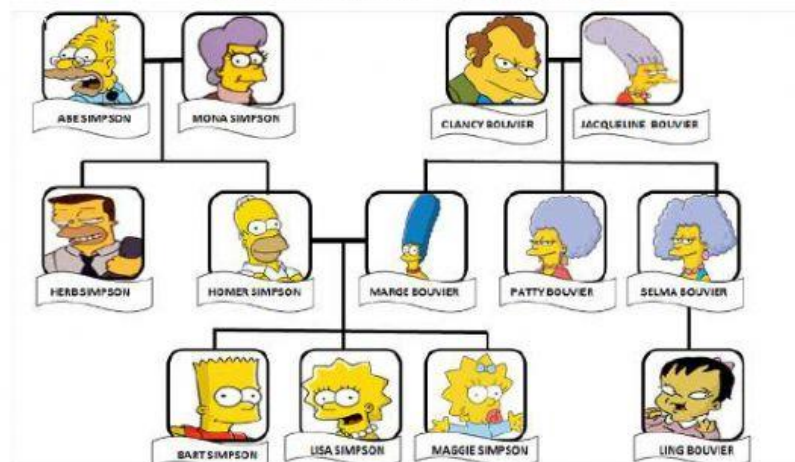 ABE SIMPSON
MONA SIMPSON
CLANCY BOUVIER
JACQUELINE BOUVIER
HERB SIMPSON
HOMER SIMPSON
MARGE BOUVIER
PATTY BOUVIER
SELMA BOUVIER
BART SIMPSON
LISA SIMPSON
MAGGIE SIMPSON
LING BOUVIER